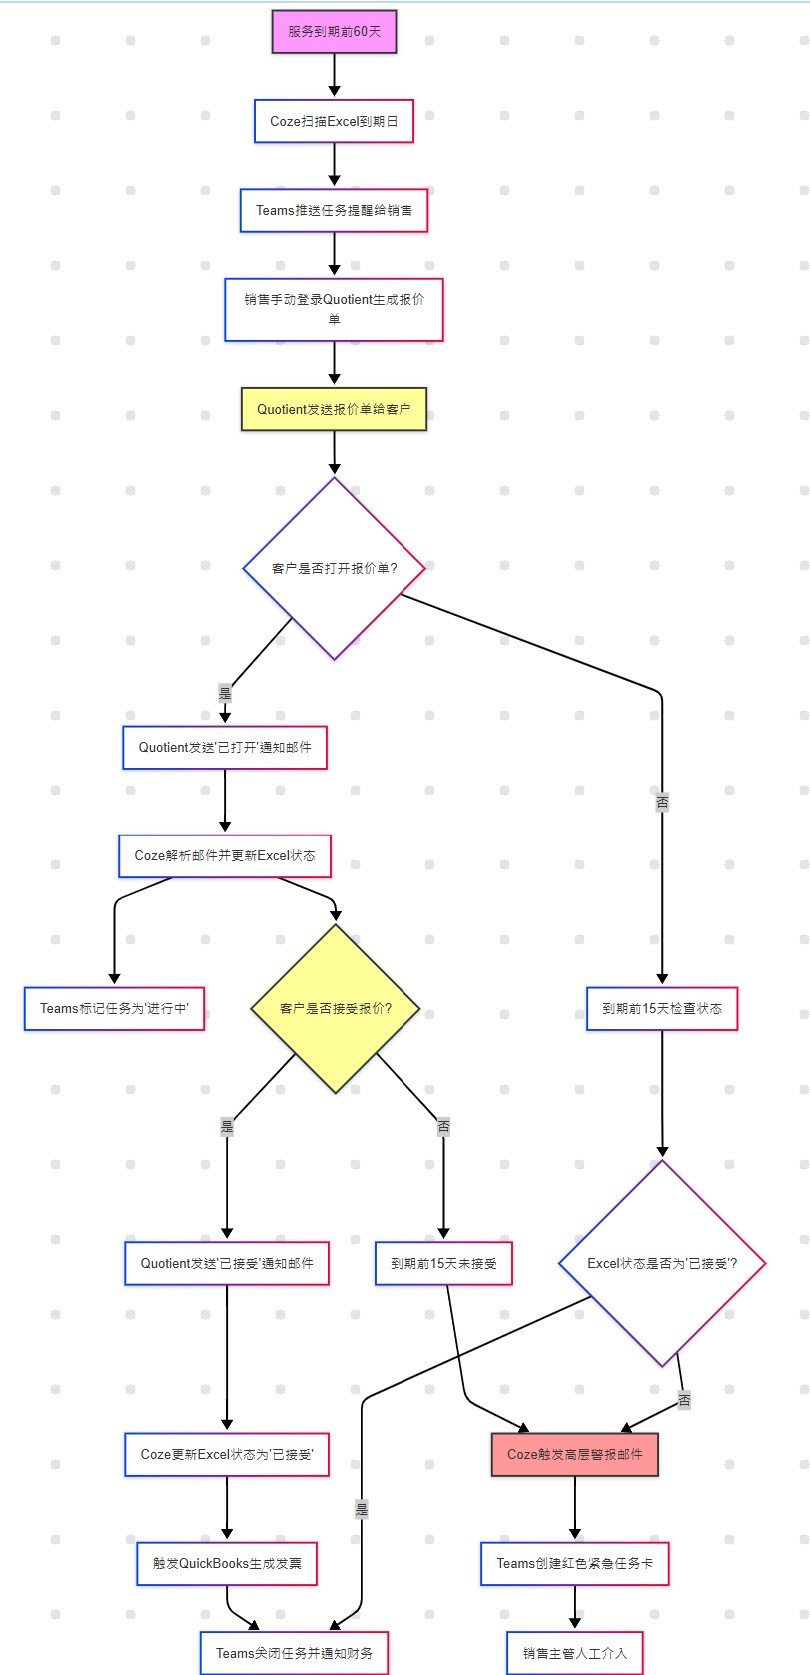 服务到期前60天
Coze扫描Excel到期日
Teams推送任务提醒给销售
销售手动登录Quotient生成报价
单
Quotient发送报价单给客户
客户是否打开报价单?
是
Quotient发送'已打开'通知邮件
否
Coze解析邮件并更新Excel状态
Teams标记任务为'进行中'
客户是否接受报价?
到期前15天检查状态
是
否
Quotient发送'已接受'通知邮件
到期前15天未接受
Excel状态是否为'已接受'?
否
Coze更新Excel状态为'已接受'
Coze触发高层警报邮件
是
触发QuickBooks生成发票
Teams创建红色紧急任务卡
Teams关闭任务并通知财务
销售主管人工介入